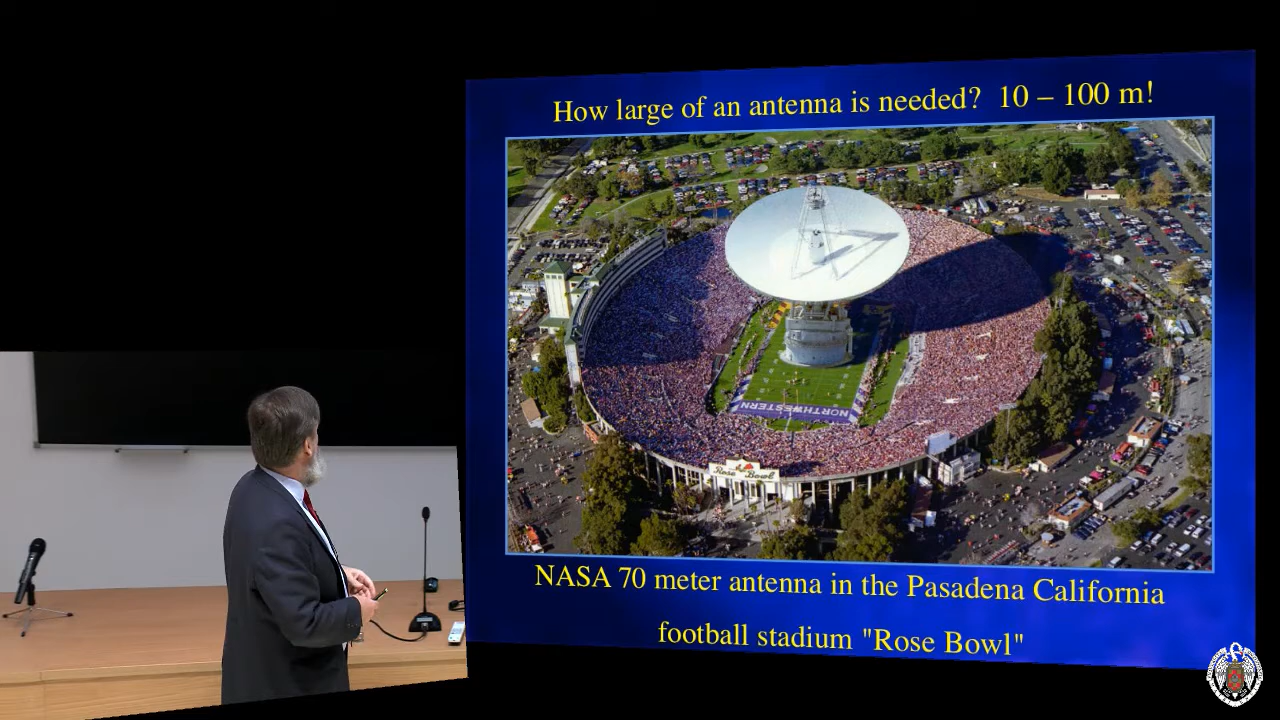 How large of an antenna is needed? 10 – 100 m!
NORTHWESTERN
Rose Bowl
NASA 70 meter antenna in the Pasadena California
football stadium "Rose Bowl"